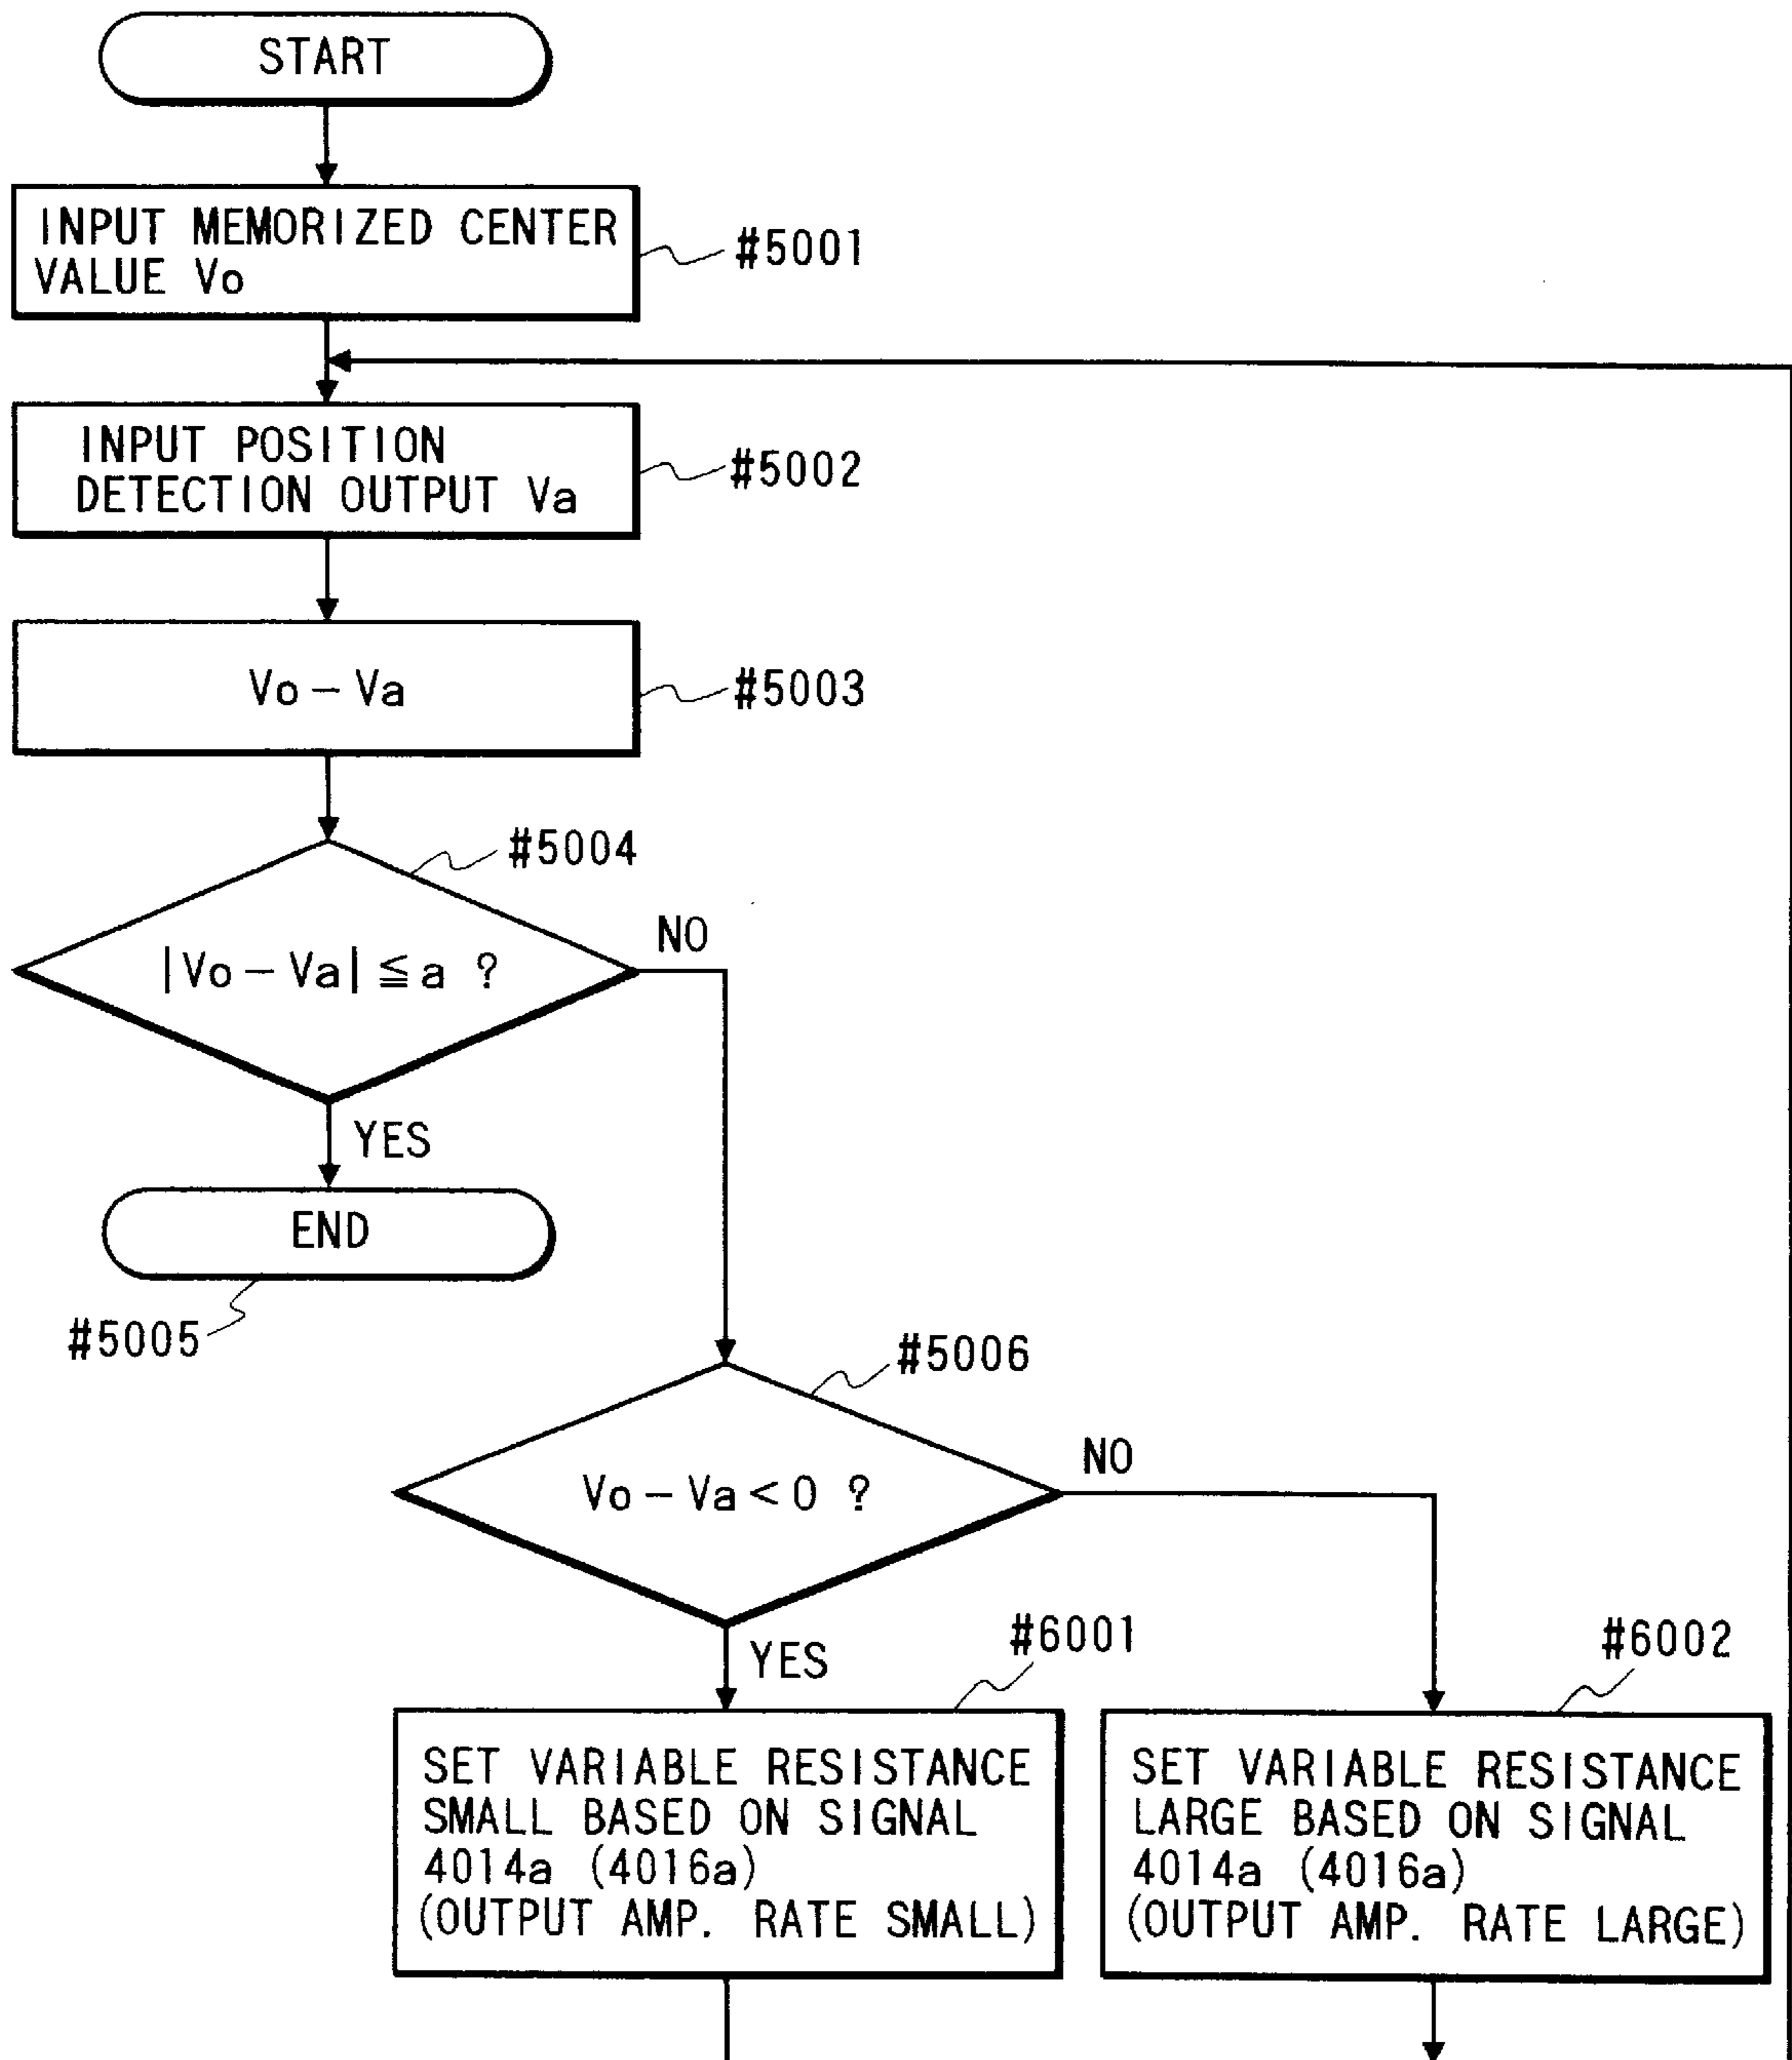 START
INPUT MEMORIZED CENTER
VALUE Vo
#5001
INPUT POSITION
DETECTION OUTPUT Va
#5002
Vo – Va
#5003
#5004
|Vo – Va| ≦ a ?
NO
YES
END
#5005
#5006
Vo – Va < 0 ?
NO
YES
#6001
SET VARIABLE RESISTANCE
SMALL BASED ON SIGNAL
4014a (4016a)
(OUTPUT AMP. RATE SMALL)
#6002
SET VARIABLE RESISTANCE
LARGE BASED ON SIGNAL
4014a (4016a)
(OUTPUT AMP. RATE LARGE)